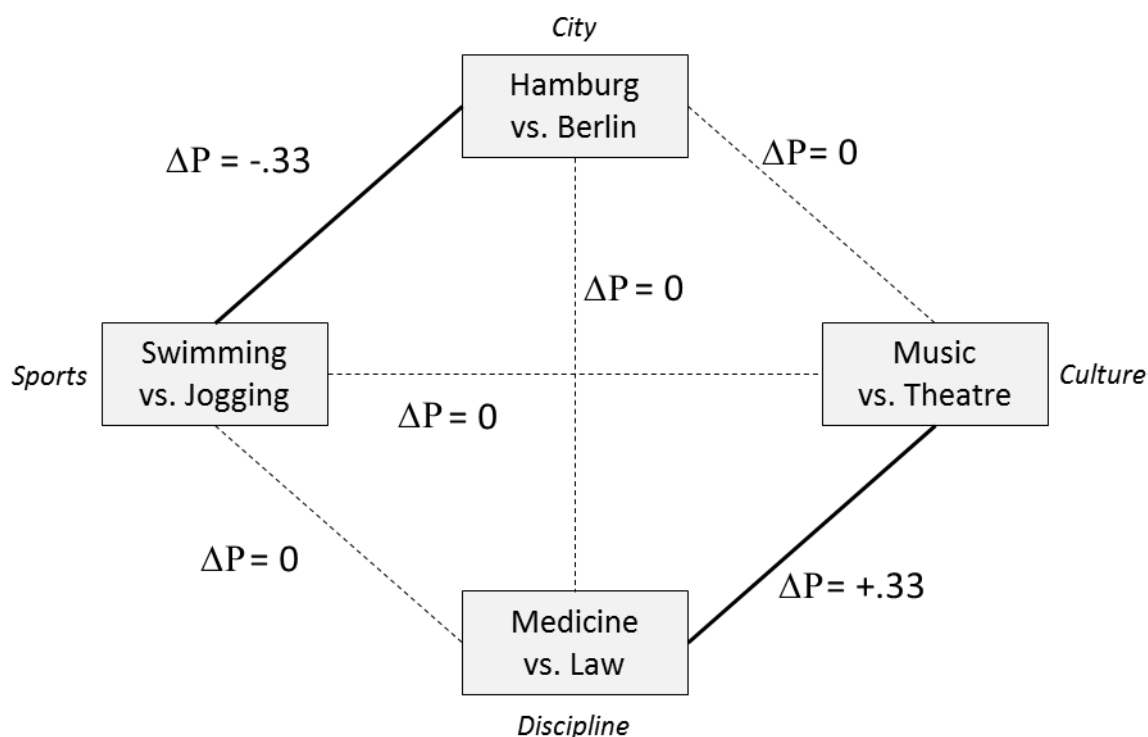 City
Hamburg
vs. Berlin
ΔP = -.33
ΔP = 0
ΔP = 0
Sports
Swimming
vs. Jogging
Music
vs. Theatre
Culture
ΔP = 0
ΔP = 0
ΔP = +.33
Medicine
vs. Law
Discipline